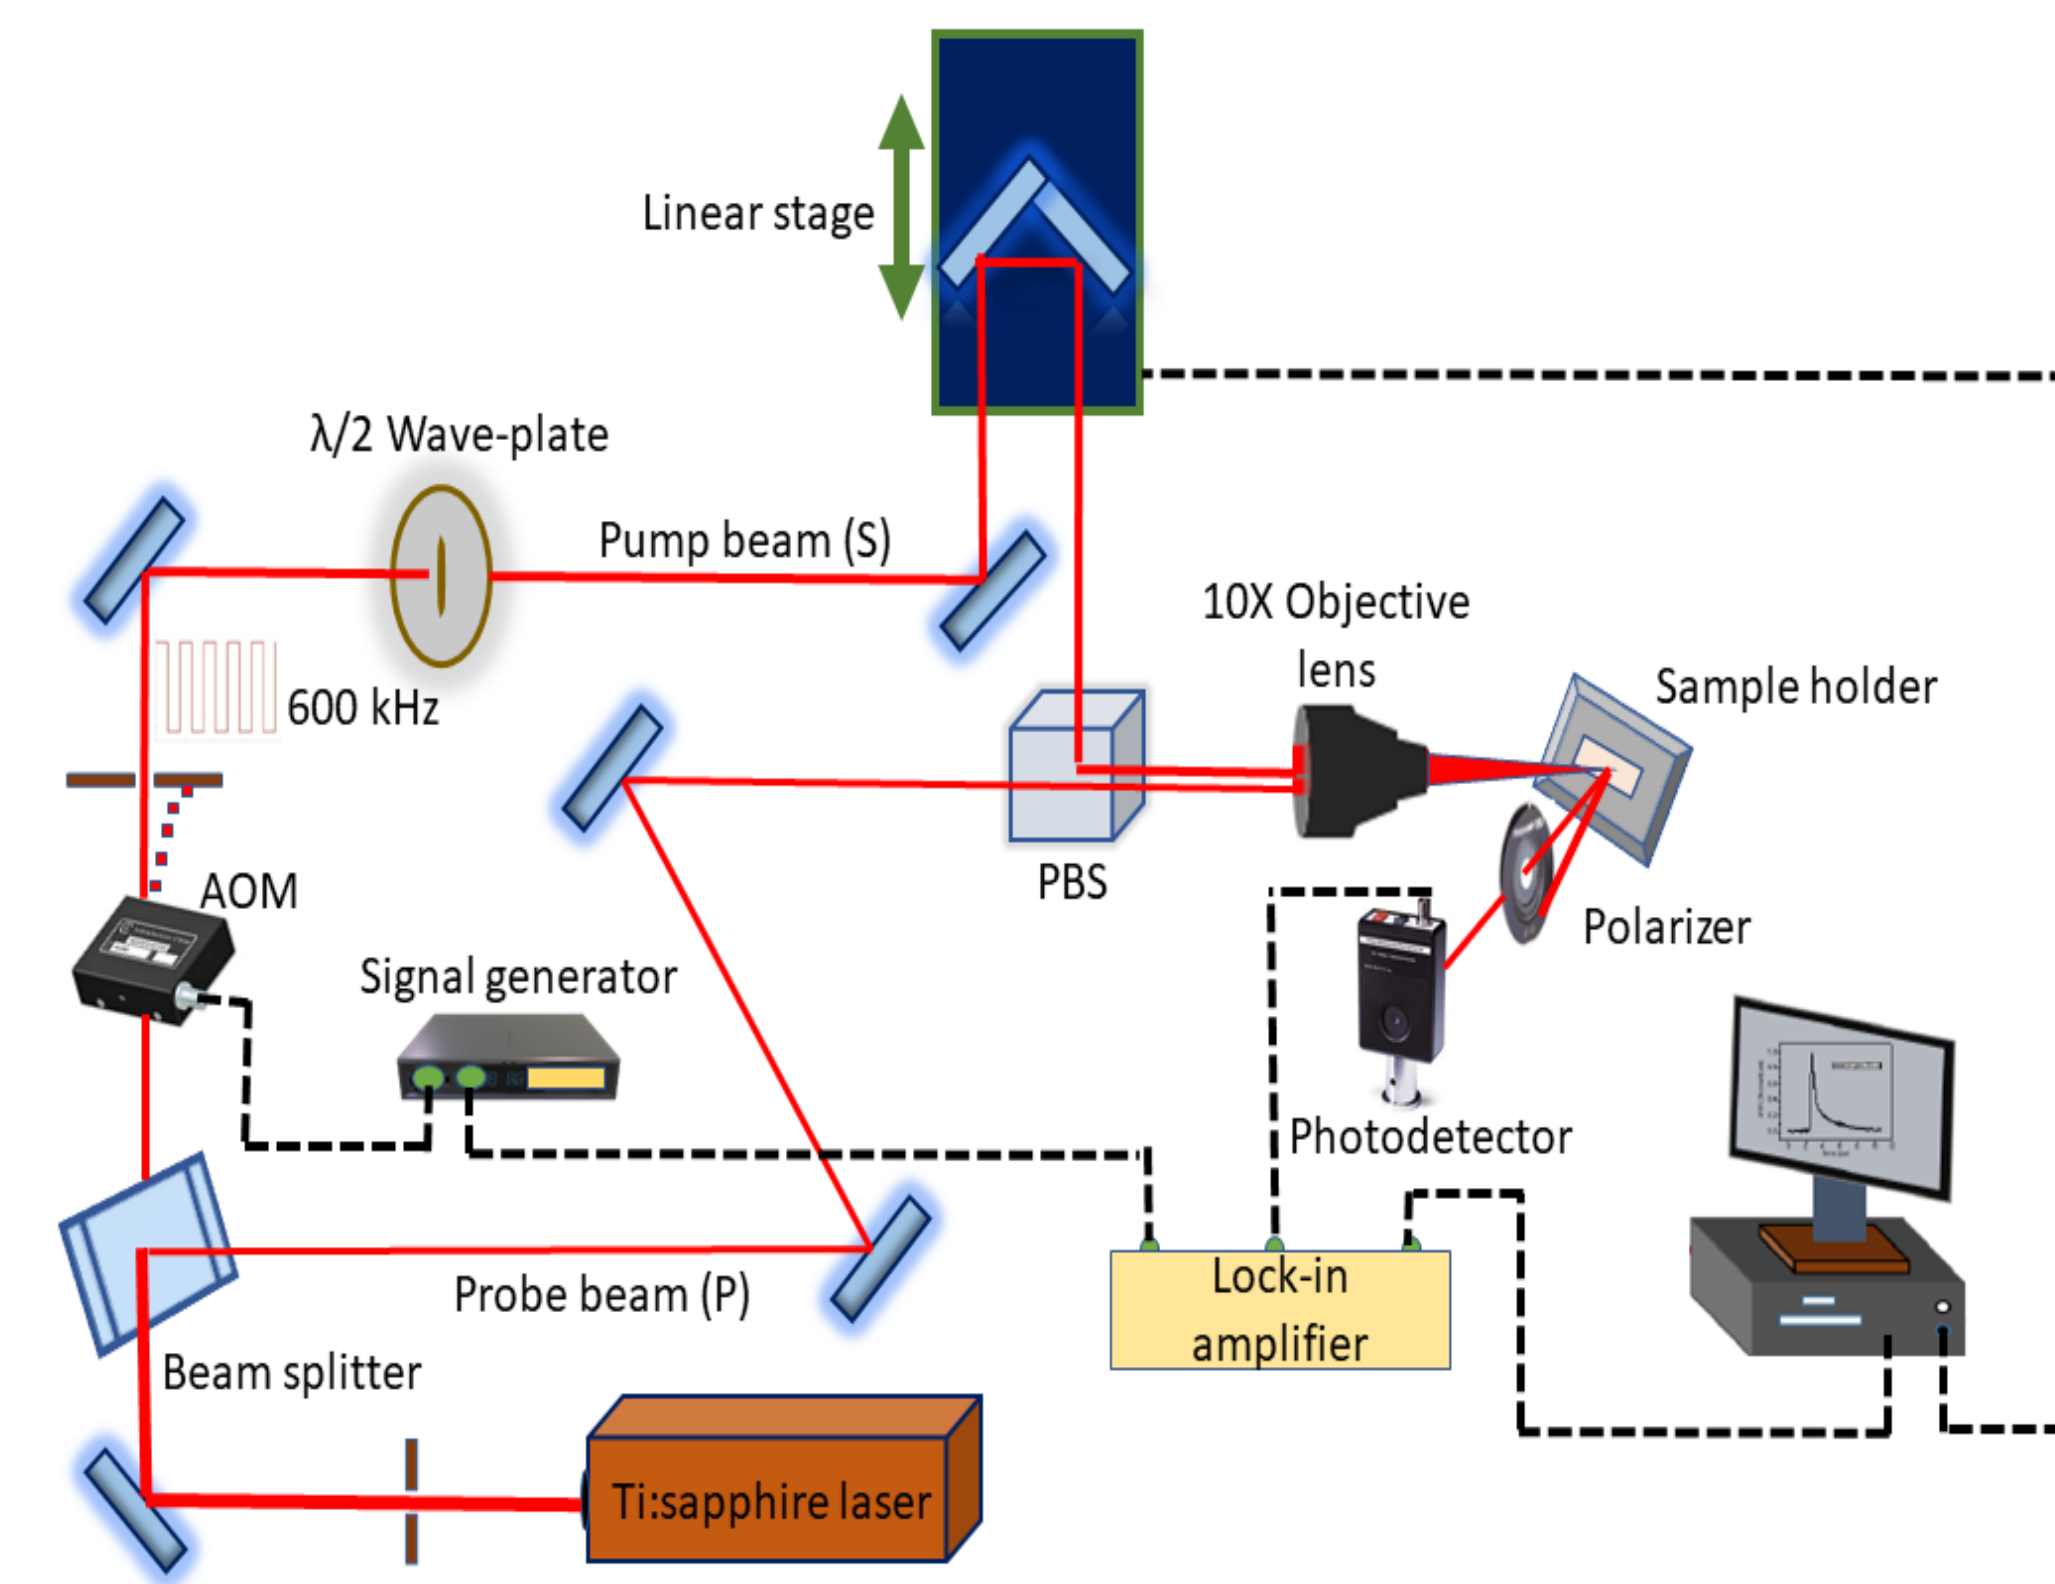 Linear stage
λ/2 Wave-plate
Pump beam (S)
10X Objective
lens
Sample holder
600 kHz
PBS
AOM
Polarizer
Signal generator
Photodetector
Probe beam (P)
Lock-in
amplifier
Beam splitter
Ti:sapphire laser